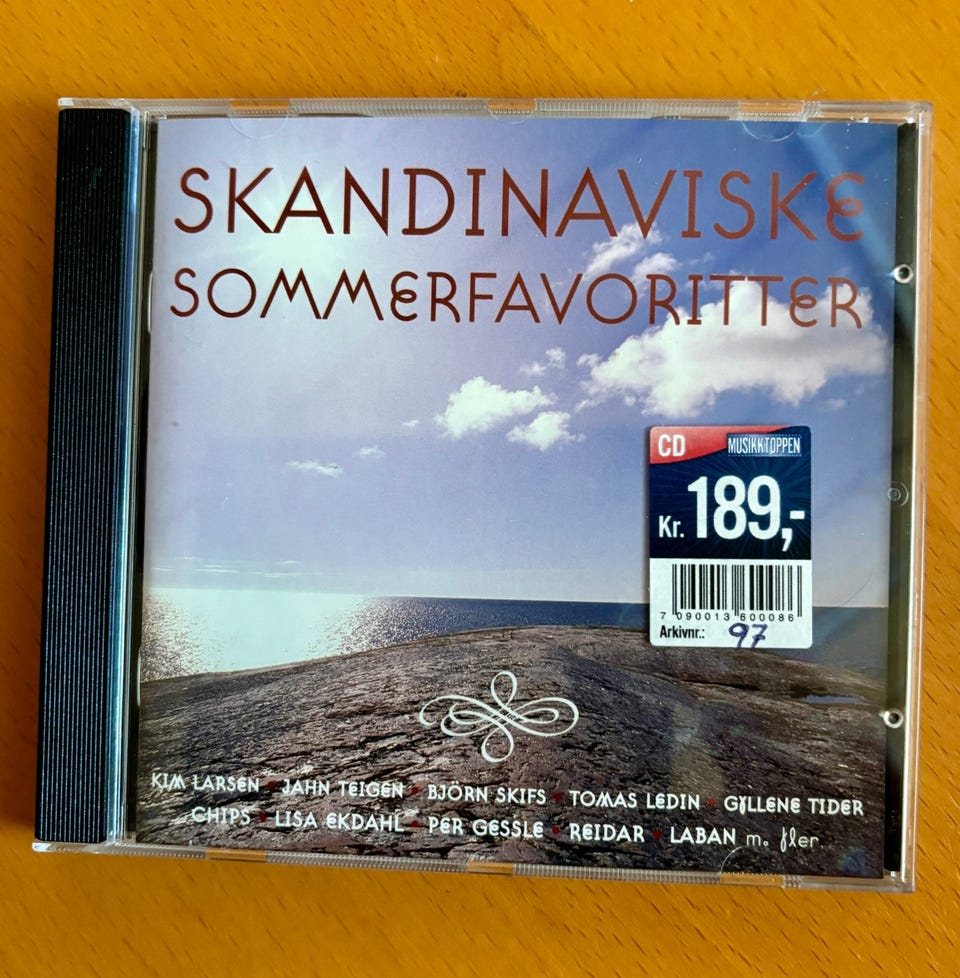 SKANDINAVISKE
SOMMERFAVORITTER
CD MUSIKKTOPPEN
Kr. 189,-
7 090013 600086
Arkivnr.: 97
KIM LARSEN • JAHN TEIGEN • BJÖRN SKIFS • TOMAS LEDIN • GYLLENE TIDER
CHIPS • LISA EKDAHL • PER GESSLE • REIDAR • LABAN m. fler